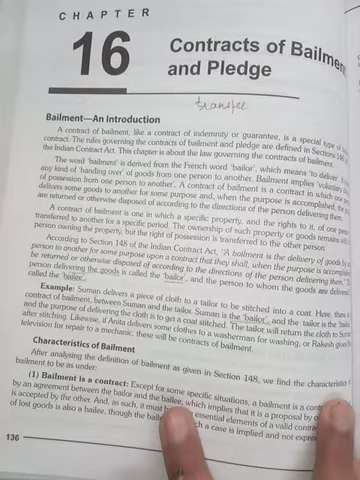 CHAPTER
16
Contracts of Bailment
and Pledge
transfer
Bailment—An Introduction
A contract of bailment, like a contract of indemnity or guarantee, is a special type of
contract. The rules governing the contracts of bailment and pledge are defined in Sections 148
the Indian Contract Act. This chapter is about the law governing the contracts of bailment.
The word 'bailment' is derived from the French word 'bailor', which means 'to deliver'.
any kind of 'handing over' of goods from one person to another. Bailment implies 'voluntary
of possession from one person to another'. A contract of bailment is a contract in which one
delivers some goods to another for some purpose and, when the purpose is accomplished, the
are returned or otherwise disposed of according to the directions of the person delivering them.
A contract of bailment is one in which a specific property, and the rights to it, of one person
transferred to another for a specific period. The ownership of such property or goods remains with
person owning the property, but the right of possession is transferred to the other person.
According to Section 148 of the Indian Contract Act, "A bailment is the delivery of goods by
person to another for some purpose upon a contract that they shall, when the purpose is accomplished
be returned or otherwise disposed of according to the directions of the person delivering them."
person delivering the goods is called the 'bailor', and the person to whom the goods are delivered
called the 'bailee'.
Example: Suman delivers a piece of cloth to a tailor to be stitched into a coat. Here, there is
contract of bailment, between Suman and the tailor. Suman is the 'bailor', and the tailor is the 'bailee'
and the purpose of delivering the cloth is to get a coat stitched. The tailor will return the cloth to Suman
after stitching. Likewise, if Anita delivers some clothes to a washerman for washing, or Rakesh gives
television for repair to a mechanic, these will be contracts of bailment.
Characteristics of Bailment
After analysing the definition of bailment as given in Section 148, we find the characteristics
bailment to be as under:
(1) Bailment is a contract: Except for some specific situations, a bailment is a
by an agreement between the bailor and the bailee, which implies that it is a proposal by
is accepted by the other. And, as such, it must essential elements of a valid
of lost goods is also a bailee, though the such a case is implied and not
136